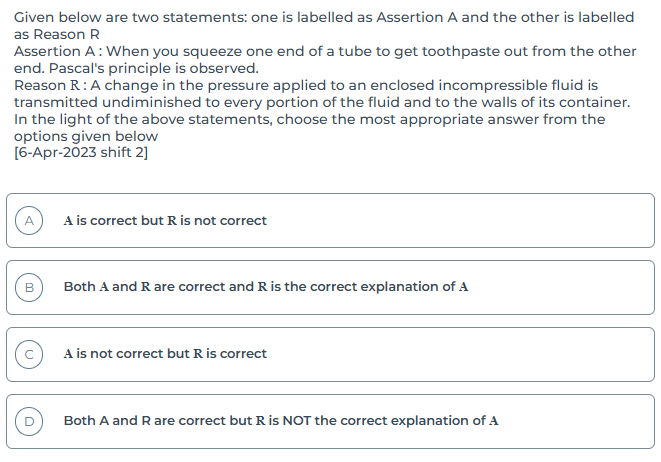 Given below are two statements: one is labelled as Assertion A and the other is labelled
as Reason R
Assertion A : When you squeeze one end of a tube to get toothpaste out from the other
end. Pascal's principle is observed.
Reason R : A change in the pressure applied to an enclosed incompressible fluid is
transmitted undiminished to every portion of the fluid and to the walls of its container.
In the light of the above statements, choose the most appropriate answer from the
options given below
[6-Apr-2023 shift 2]
A A is correct but R is not correct
B Both A and R are correct and R is the correct explanation of A
C A is not correct but R is correct
D Both A and R are correct but R is NOT the correct explanation of A